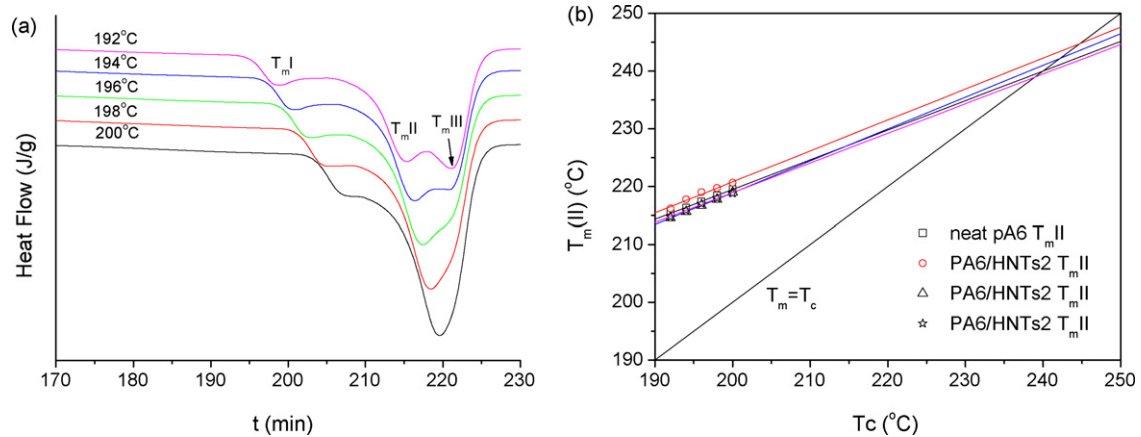 (a)
192°C
194°C
196°C
198°C
200°C
TmI
TmII
TmIII
Heat Flow (J/g)
170 180 190 200 210 220 230
t (min)
(b)
250
240
230
220
210
200
190
Tm(II) (°C)
neat pA6 TmII
PA6/HNTs2 TmII
PA6/HNTs2 TmII
PA6/HNTs2 TmII
Tm=Tc
190 200 210 220 230 240 250
Tc (°C)